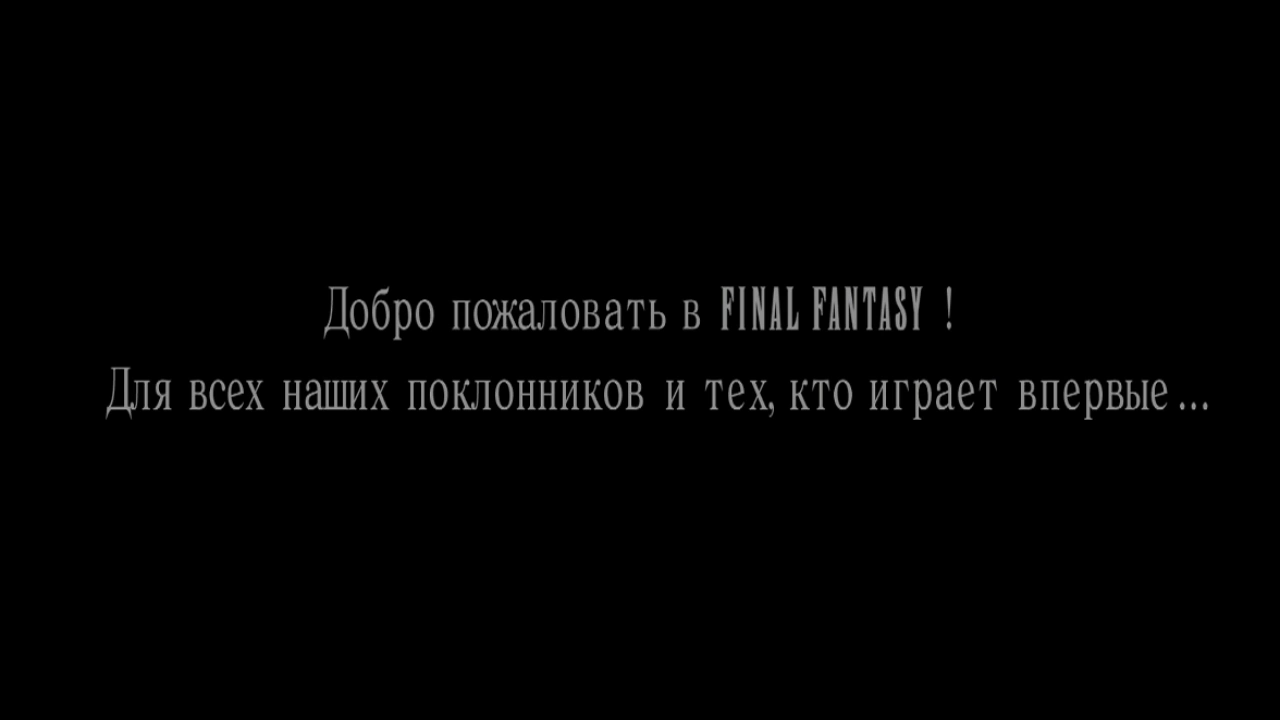 Добро пожаловать в FINAL FANTASY !
Для всех наших поклонников и тех, кто играет впервые ...